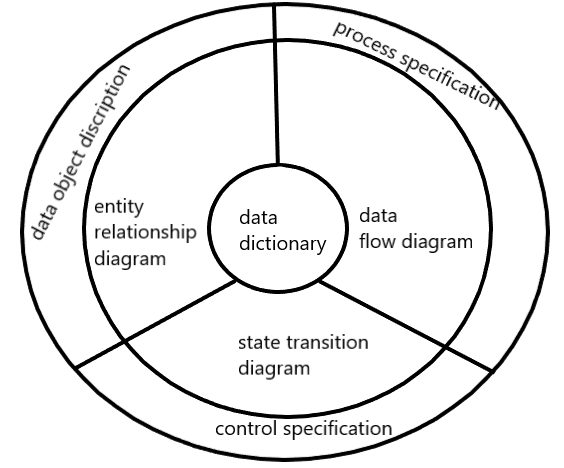 process specification
data object discription
entity
relationship
diagram
data
dictionary
data
flow diagram
state transition
diagram
control specification